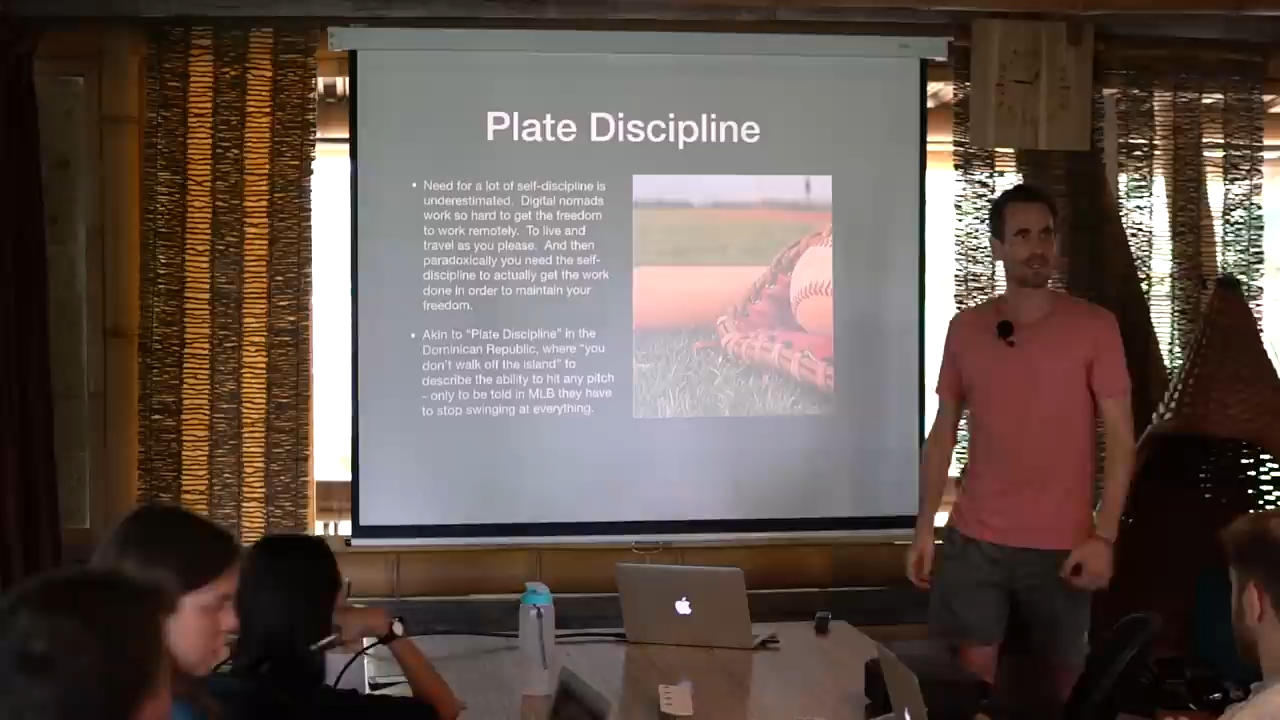 Plate Discipline
• Need for a lot of self-discipline is
underestimated. Digital nomads
work so hard to get the freedom
to work remotely. To live and
travel as you please. And then
paradoxically you need the self-
discipline to actually get the work
done in order to maintain your
freedom.
• Akin to “Plate Discipline” in the
Dominican Republic, where “you
don’t walk off the island” to
describe the ability to hit any pitch
- only to be told in MLB they have
to stop swinging at everything.